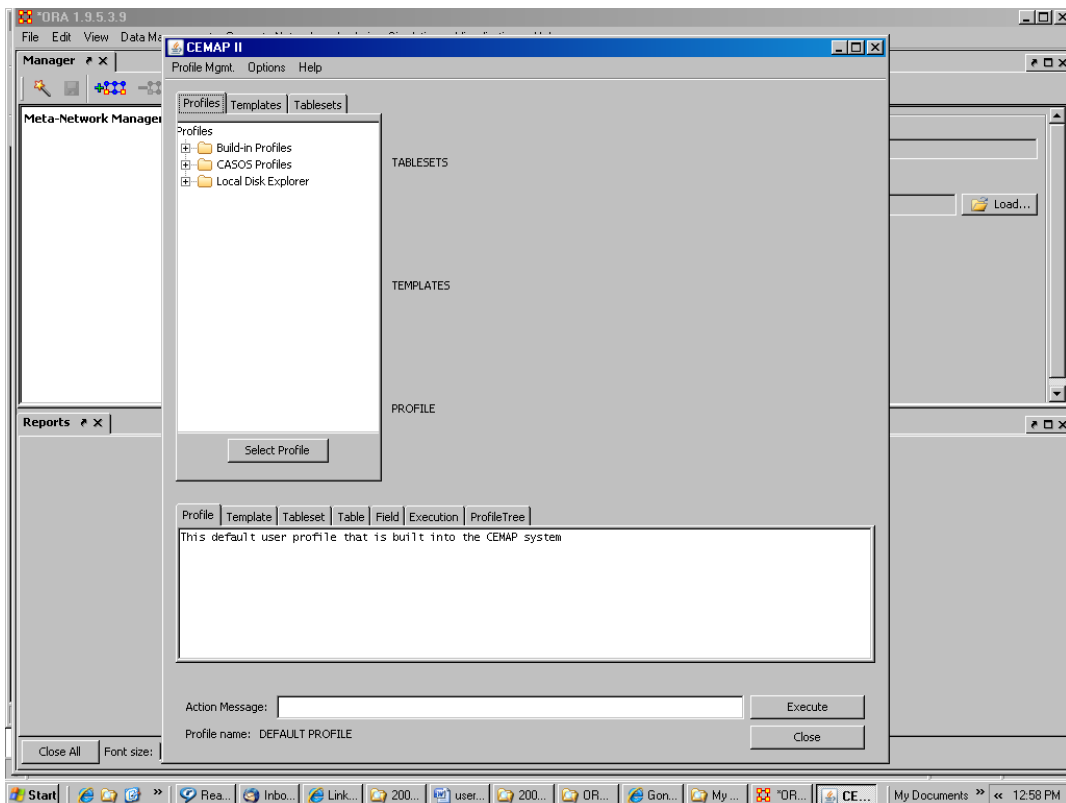 *ORA 1.9.5.3.9
File Edit View Data Ma
CEMAP II
Profile Mgmt. Options Help
Manager
Meta-Network Manager
Profiles Templates Tablesets
Profiles
Build-in Profiles
CASOS Profiles
Local Disk Explorer
Select Profile
TABLESETS
TEMPLATES
PROFILE
Load...
Reports
Profile Template Tableset Table Field Execution ProfileTree
This default user profile that is built into the CEMAP system
Action Message:
Execute
Profile name: DEFAULT PROFILE
Close
Close All Font size:
Start » Rea... Inbo... Link... 200... user... 200... OR... Gon... My ... *OR... CE... My Documents » « 12:58 PM